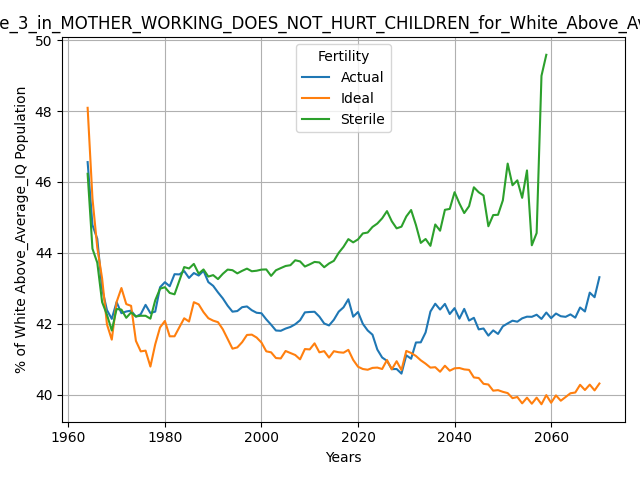 e_3_in_MOTHER_WORKING_DOES_NOT_HURT_CHILDREN_for_White_Above_Av
% of White Above_Average_IQ Population
50
48
46
44
42
40
Fertility
Actual
Ideal
Sterile
1960
1980
2000
2020
2040
2060
Years